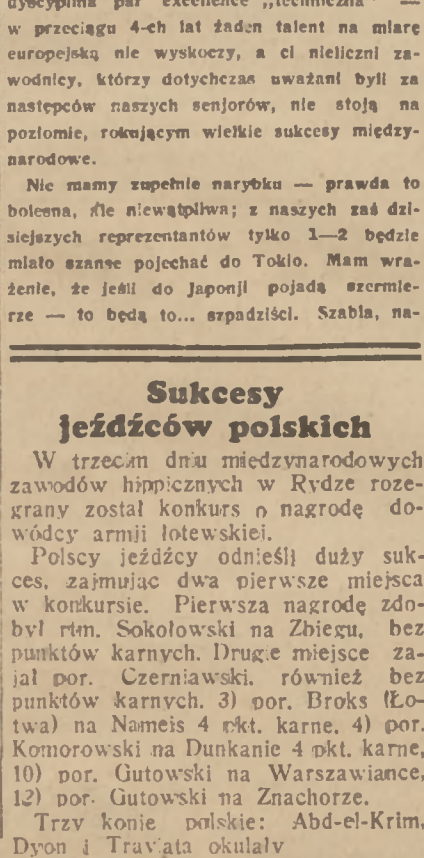 dyscyplina par excellence „techniczna" —
w przeciągu 4-ch lat żaden talent na miarę
europejską nie wyskoczy, a ci nieliczni za-
wodnicy, którzy dotychczas uważani byli za
następców naszych senjorów, nie stoją na
poziomie, rokującym wielkie sukcesy między-
narodowe.
Nie mamy zupełnie narybku — prawda to
bolesna, ale niewątpliwa; z naszych zaś dzi-
siejszych reprezentantów tylko 1—2 będzie
miało szanse pojechać do Tokio. Mam wra-
żenie, że jeśli do Japonji pojadą szermie-
rze — to będą to... szpadziści. Szabla, na-
Sukcesy
jeźdźców polskich
W trzecim dniu międzynarodowych
zawodów hippicznych w Rydze roze-
grany został konkurs o nagrodę do-
wódcy armji łotewskiej.
Polscy jeźdźcy odnieśli duży suk-
ces, zajmując dwa pierwsze miejsca
w konkursie. Pierwsza nagrodę zdo-
był rtm. Sokołowski na Zbiegu, bez
punktów karnych. Drugie miejsce za-
jął por. Czerniawski, również bez
punktów karnych. 3) por. Broks (Ło-
twa) na Nameis 4 pkt. karne, 4) por.
Komorowski na Dunkanie 4 pkt. karne,
10) por. Gutowski na Warszawiance,
12) por. Gutowski na Znachorze.
Trzy konie polskie: Abd-el-Krim,
Dyon i Traviata okulały